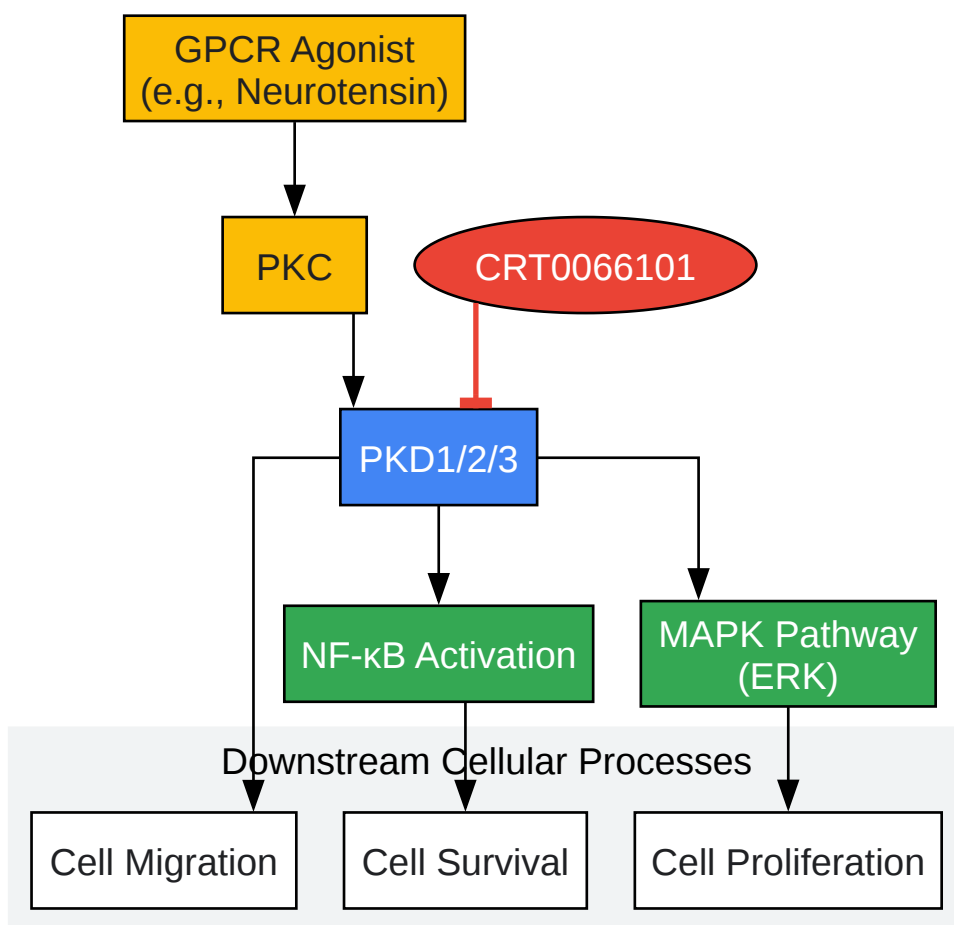 GPCR Agonist
(e.g., Neurotensin)
PKC
CRT0066101
PKD1/2/3
NF-κB Activation
MAPK Pathway
(ERK)
Downstream Cellular Processes
Cell Migration
Cell Survival
Cell Proliferation